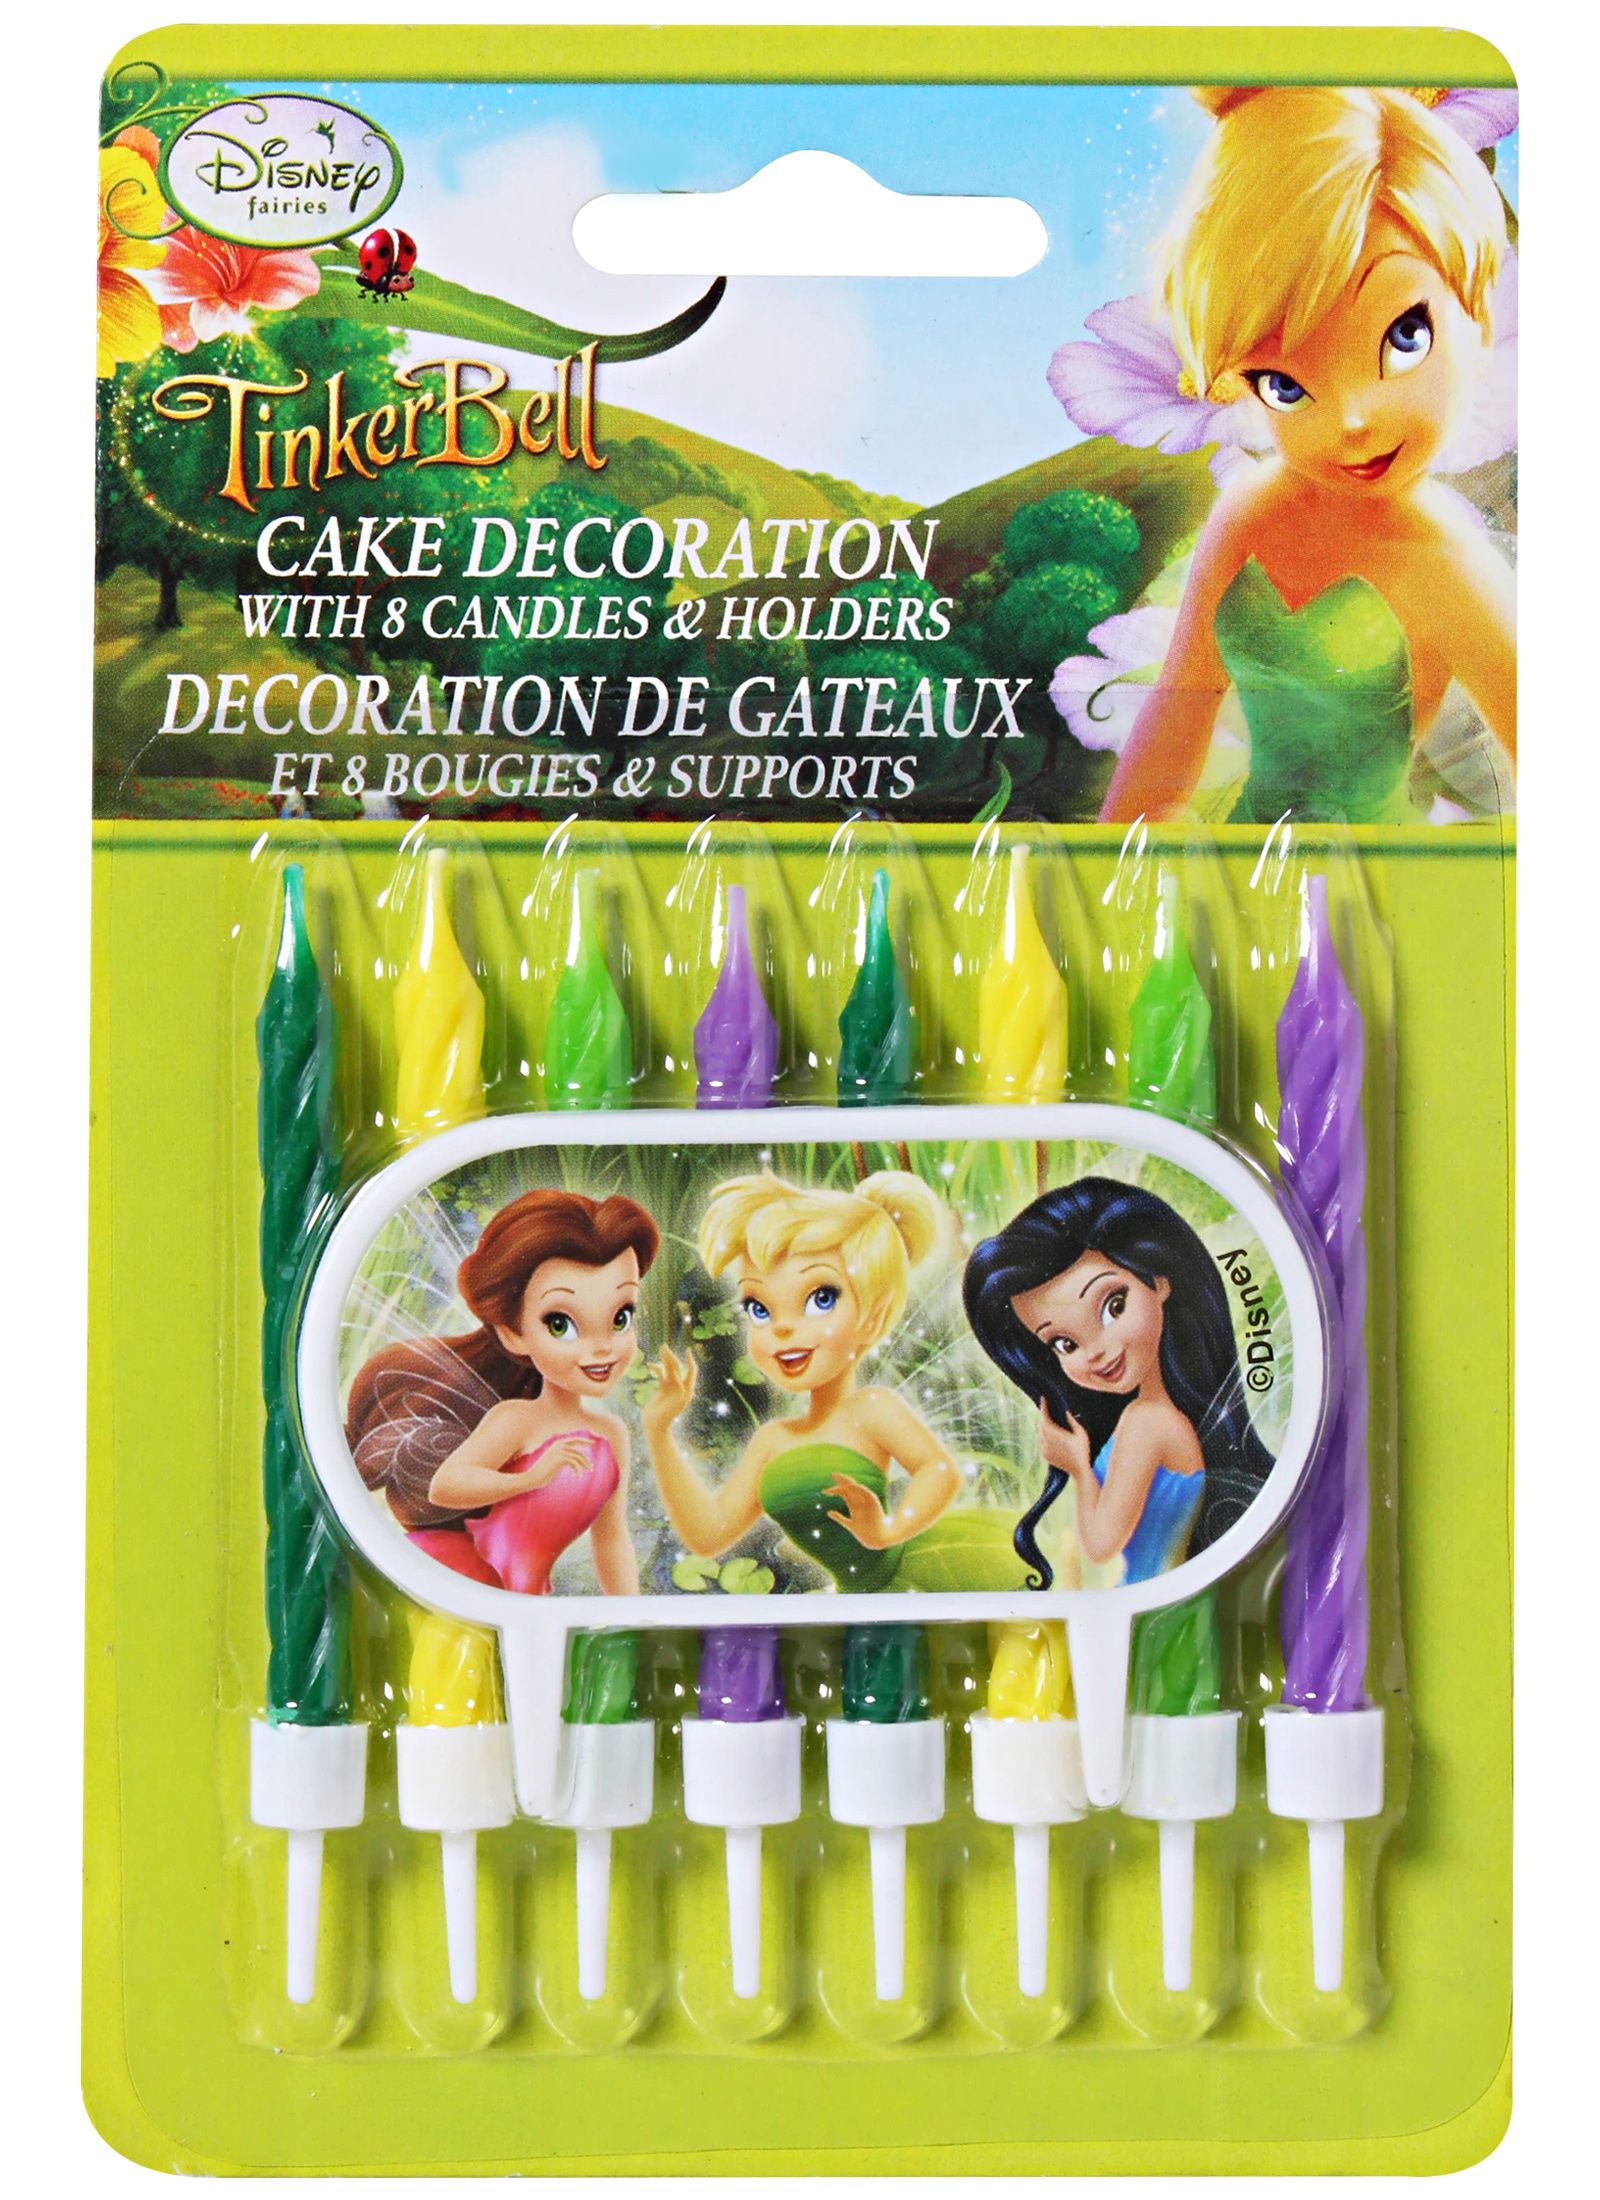 Disney
fairies
TinkerBell
CAKE DECORATION
WITH 8 CANDLES & HOLDERS
DECORATION DE GATEAUX
ET 8 BOUGIES & SUPPORTS
©Disney